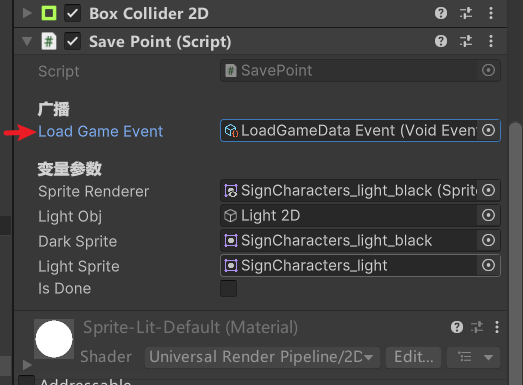 Box Collider 2D
Save Point (Script)
Script SavePoint
广播
Load Game Event LoadGameData Event (Void Even
变量参数
Sprite Renderer SignCharacters_light_black (Sprit
Light Obj Light 2D
Dark Sprite SignCharacters_light_black
Light Sprite SignCharacters_light
Is Done
Sprite-Lit-Default (Material)
Shader Universal Render Pipeline/2D Edit...
Addressable